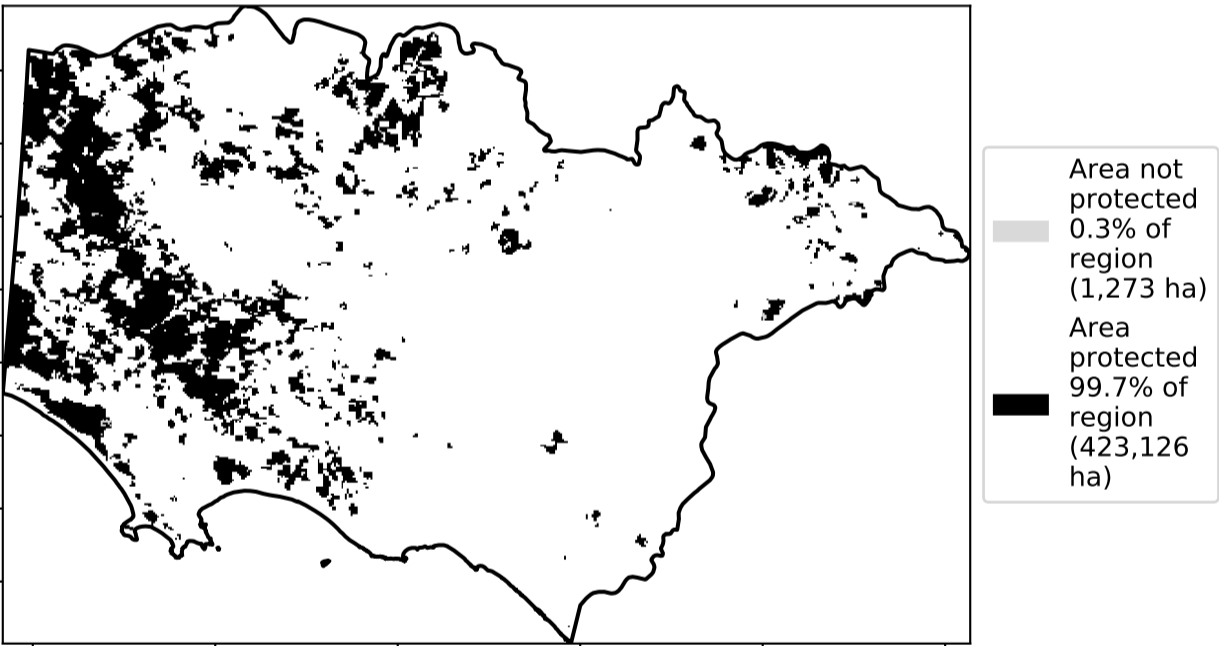 Area not
protected
0.3% of
region
(1,273 ha)
Area
protected
99.7% of
region
(423,126
ha)